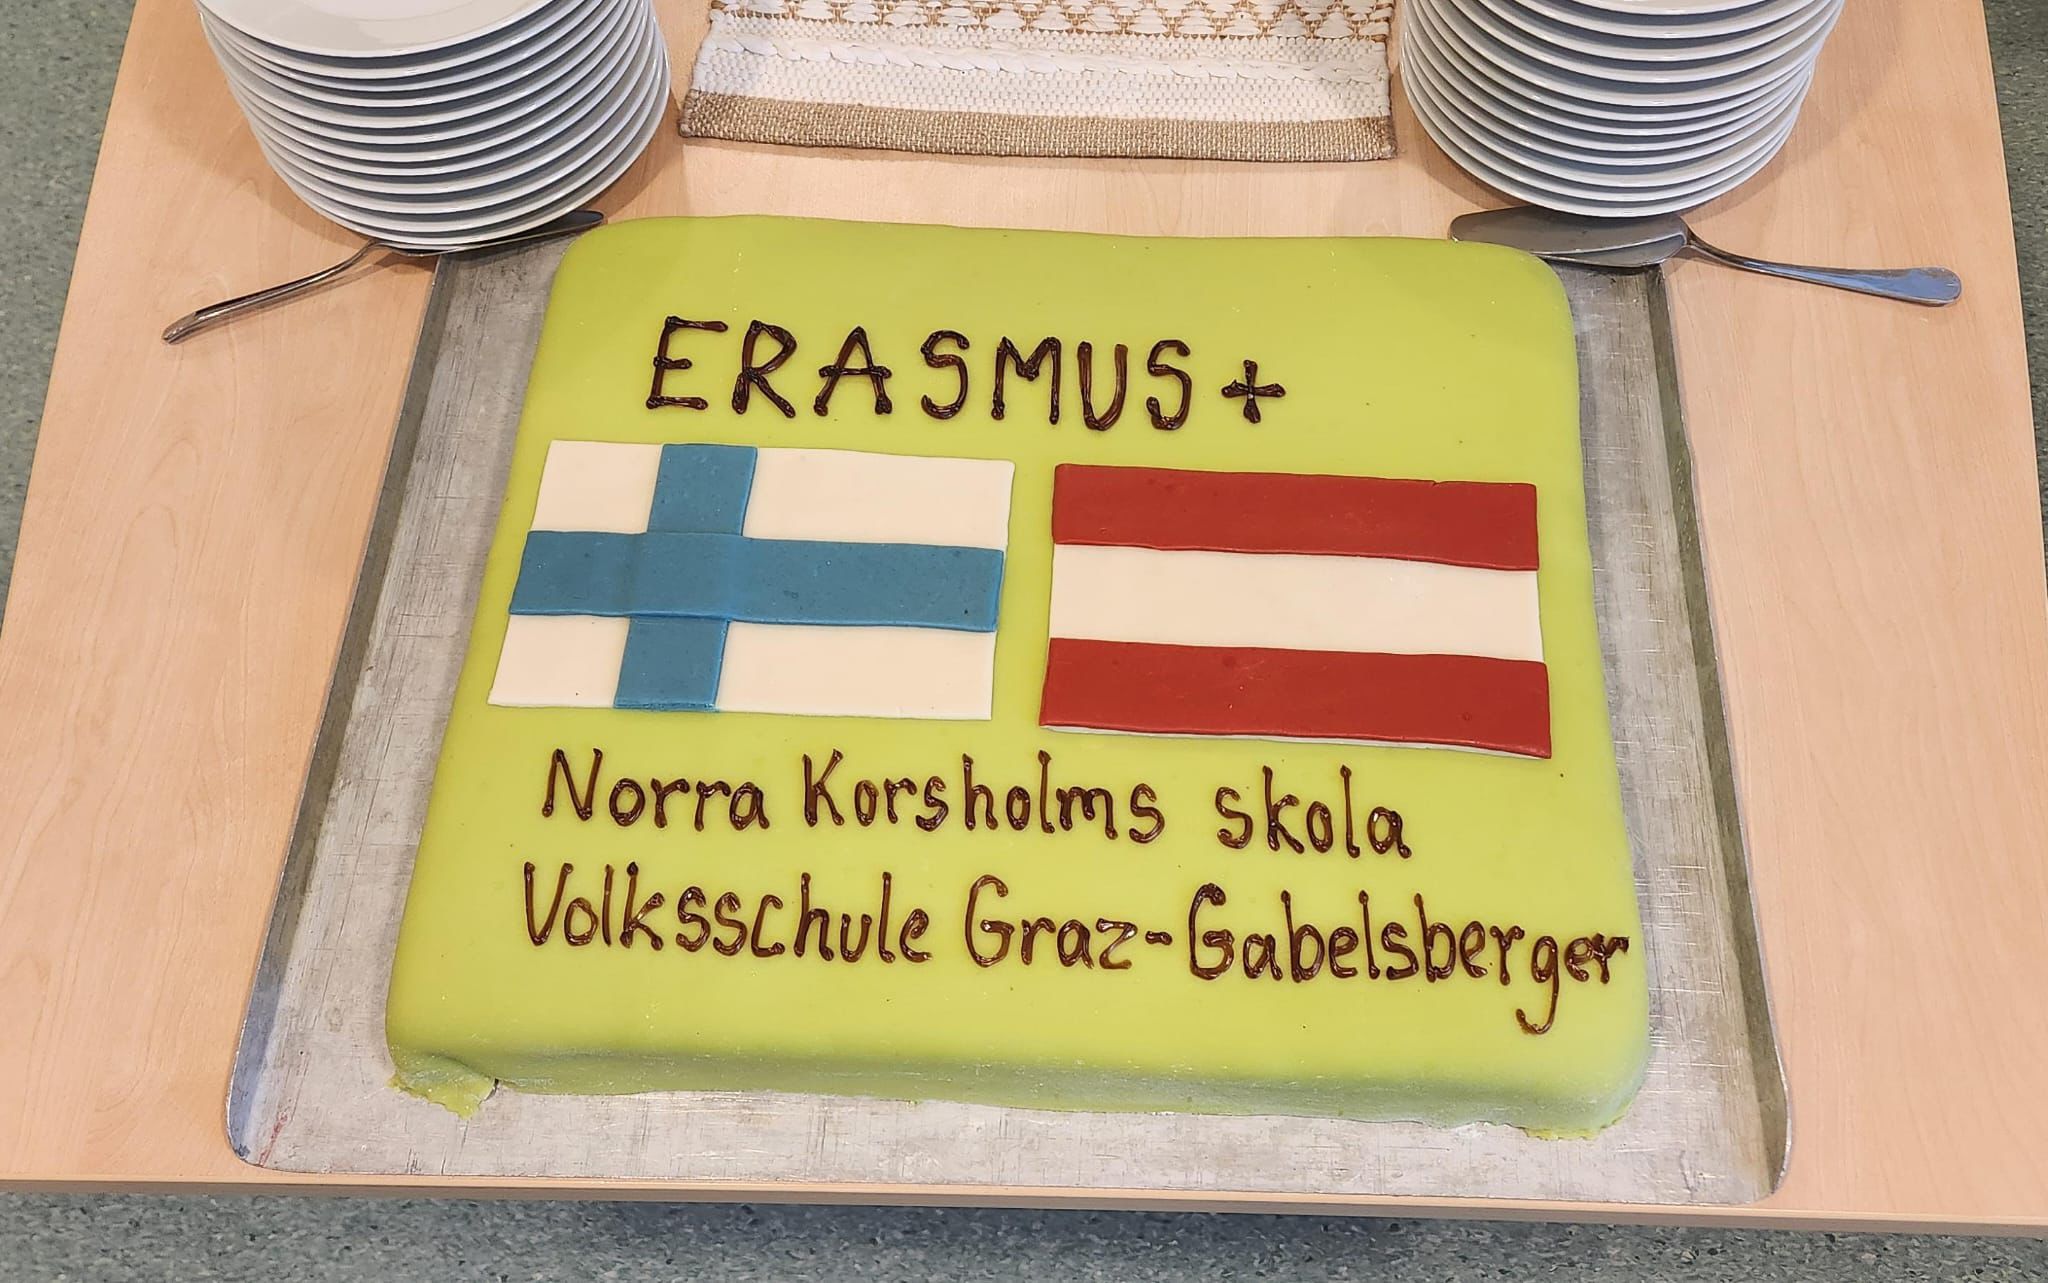 ERASMUS+
Norra Korsholms skola
Volksschule Graz-Gabelsberger